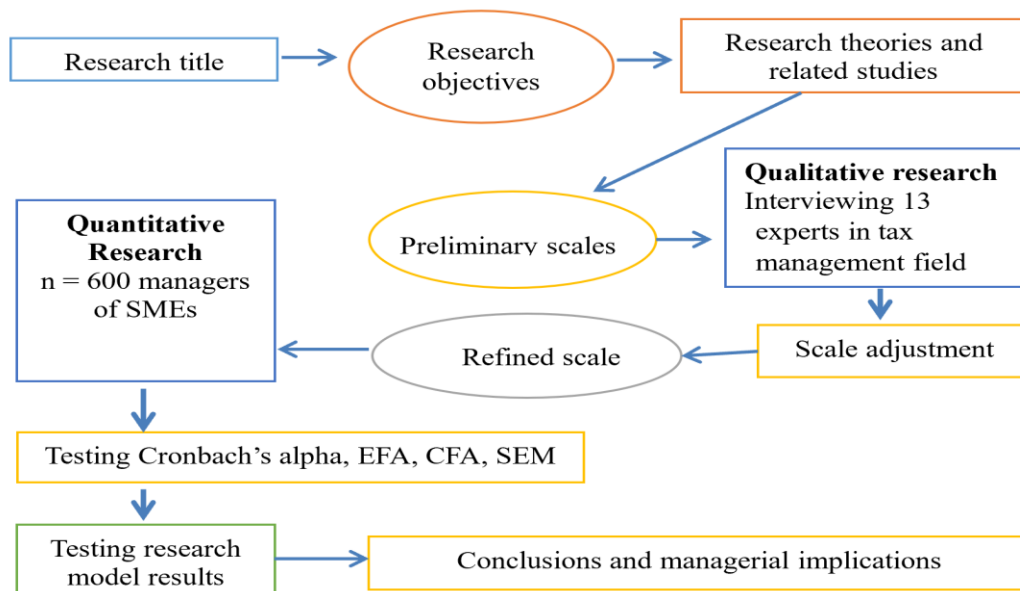 Research title
Research
objectives
Research theories and
related studies
Preliminary scales
Qualitative research
Interviewing 13
experts in tax
management field
Scale adjustment
Refined scale
Quantitative
Research
n = 600 managers
of SMEs
Testing Cronbach’s alpha, EFA, CFA, SEM
Testing research
model results
Conclusions and managerial implications